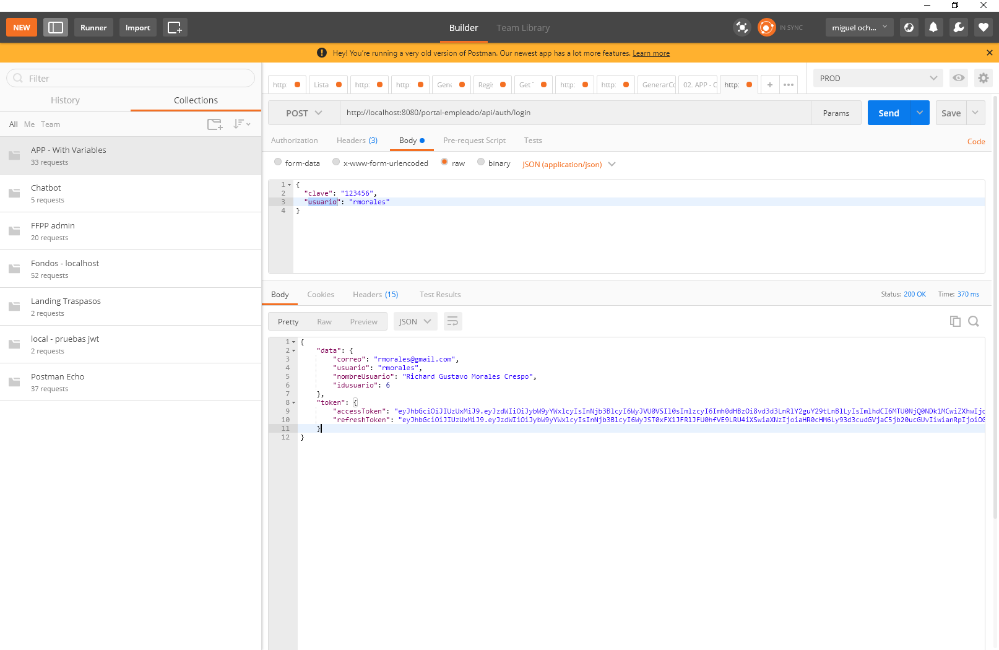 NEW Runner Import Builder Team Library IN SYNC miguel och...
Hey! You're running a very old version of Postman. Our newest app has a lot more features. Learn more
Filter
History Collections
All Me Team
APP - With Variables
33 requests
Chatbot
5 requests
FFPP admin
20 requests
Fondos - localhost
52 requests
Landing Traspasos
2 requests
local - pruebas jwt
2 requests
Postman Echo
37 requests
http: Lista http: http: Gene Regi Get http: http: GenerarCo 02. APP - C http: + •••
PROD
POST http://localhost:8080/portal-empleado/api/auth/login Params Send Save
Authorization Headers (3) Body Pre-request Script Tests Code
form-data x-www-form-urlencoded raw binary JSON (application/json)
1 {
2 "clave": "123456",
3 "usuario": "rmorales"
4 }
Body Cookies Headers (15) Test Results Status: 200 OK Time: 370 ms
Pretty Raw Preview JSON
1 {
2 "data": {
3 "correo": "rmorales@gmail.com",
4 "usuario": "rmorales",
5 "nombreUsuario": "Richard Gustavo Morales Crespo",
6 "idusuario": 6
7 },
8 "token": {
9 "accessToken":
10 "refreshToken":
11 }
12 }